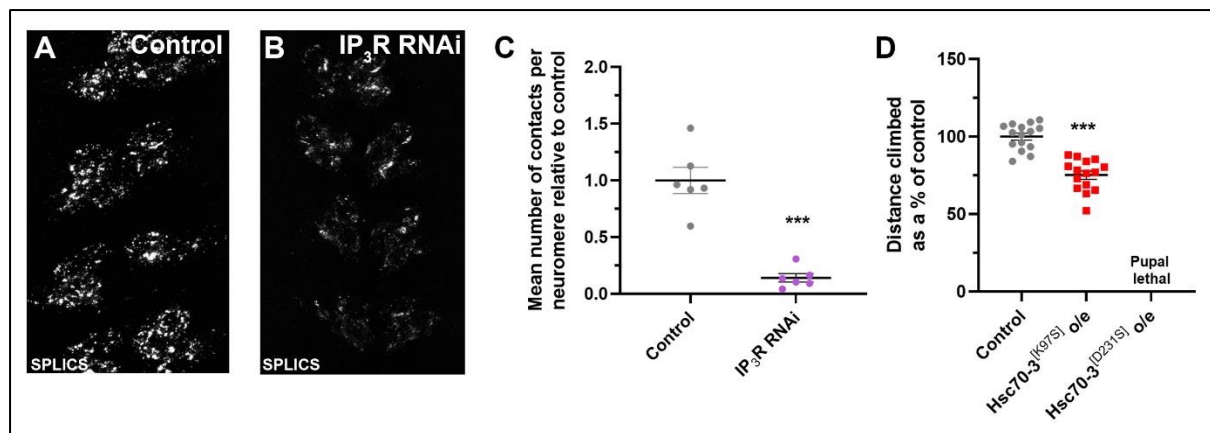 A Control
SPLICS
B IP₃R RNAi
SPLICS
C
Mean number of contacts per
neuromere relative to control
2.0
1.5
1.0
0.5
0.0
***
Control
IP₃R RNAi
D
Distance climbed
as a % of control
150
100
50
0
***
Pupal
lethal
Control
Hsc70-3[K97S] o/e
Hsc70-3[D231S] o/e